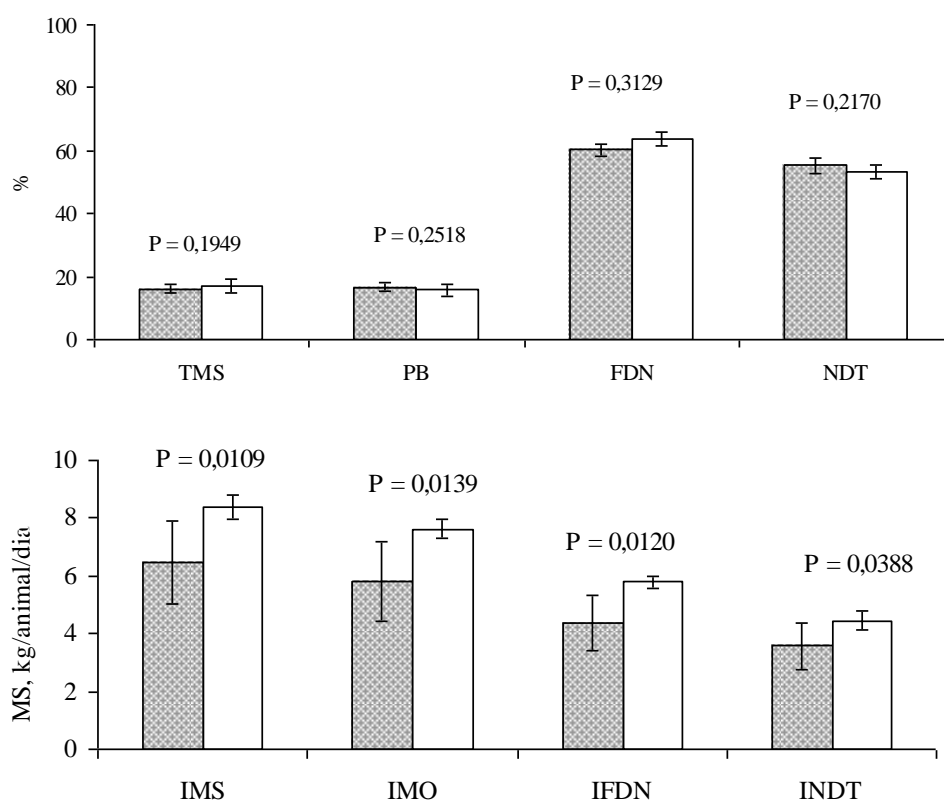 100
P = 0,3129
80
P = 0,2170
60
%
40
P = 0,1949
P = 0,2518
20
0
TMS PB FDN NDT
10
P = 0,0109
P = 0,0139
8
P = 0,0120
P = 0,0388
6
MS, kg/animal/dia
4
2
0
IMS IMO IFDN INDT